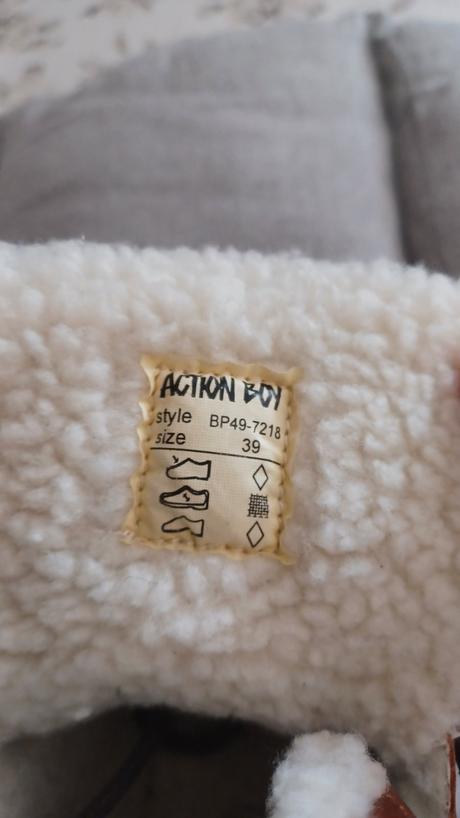 ACTION BOY
style BP49-7218
size 39